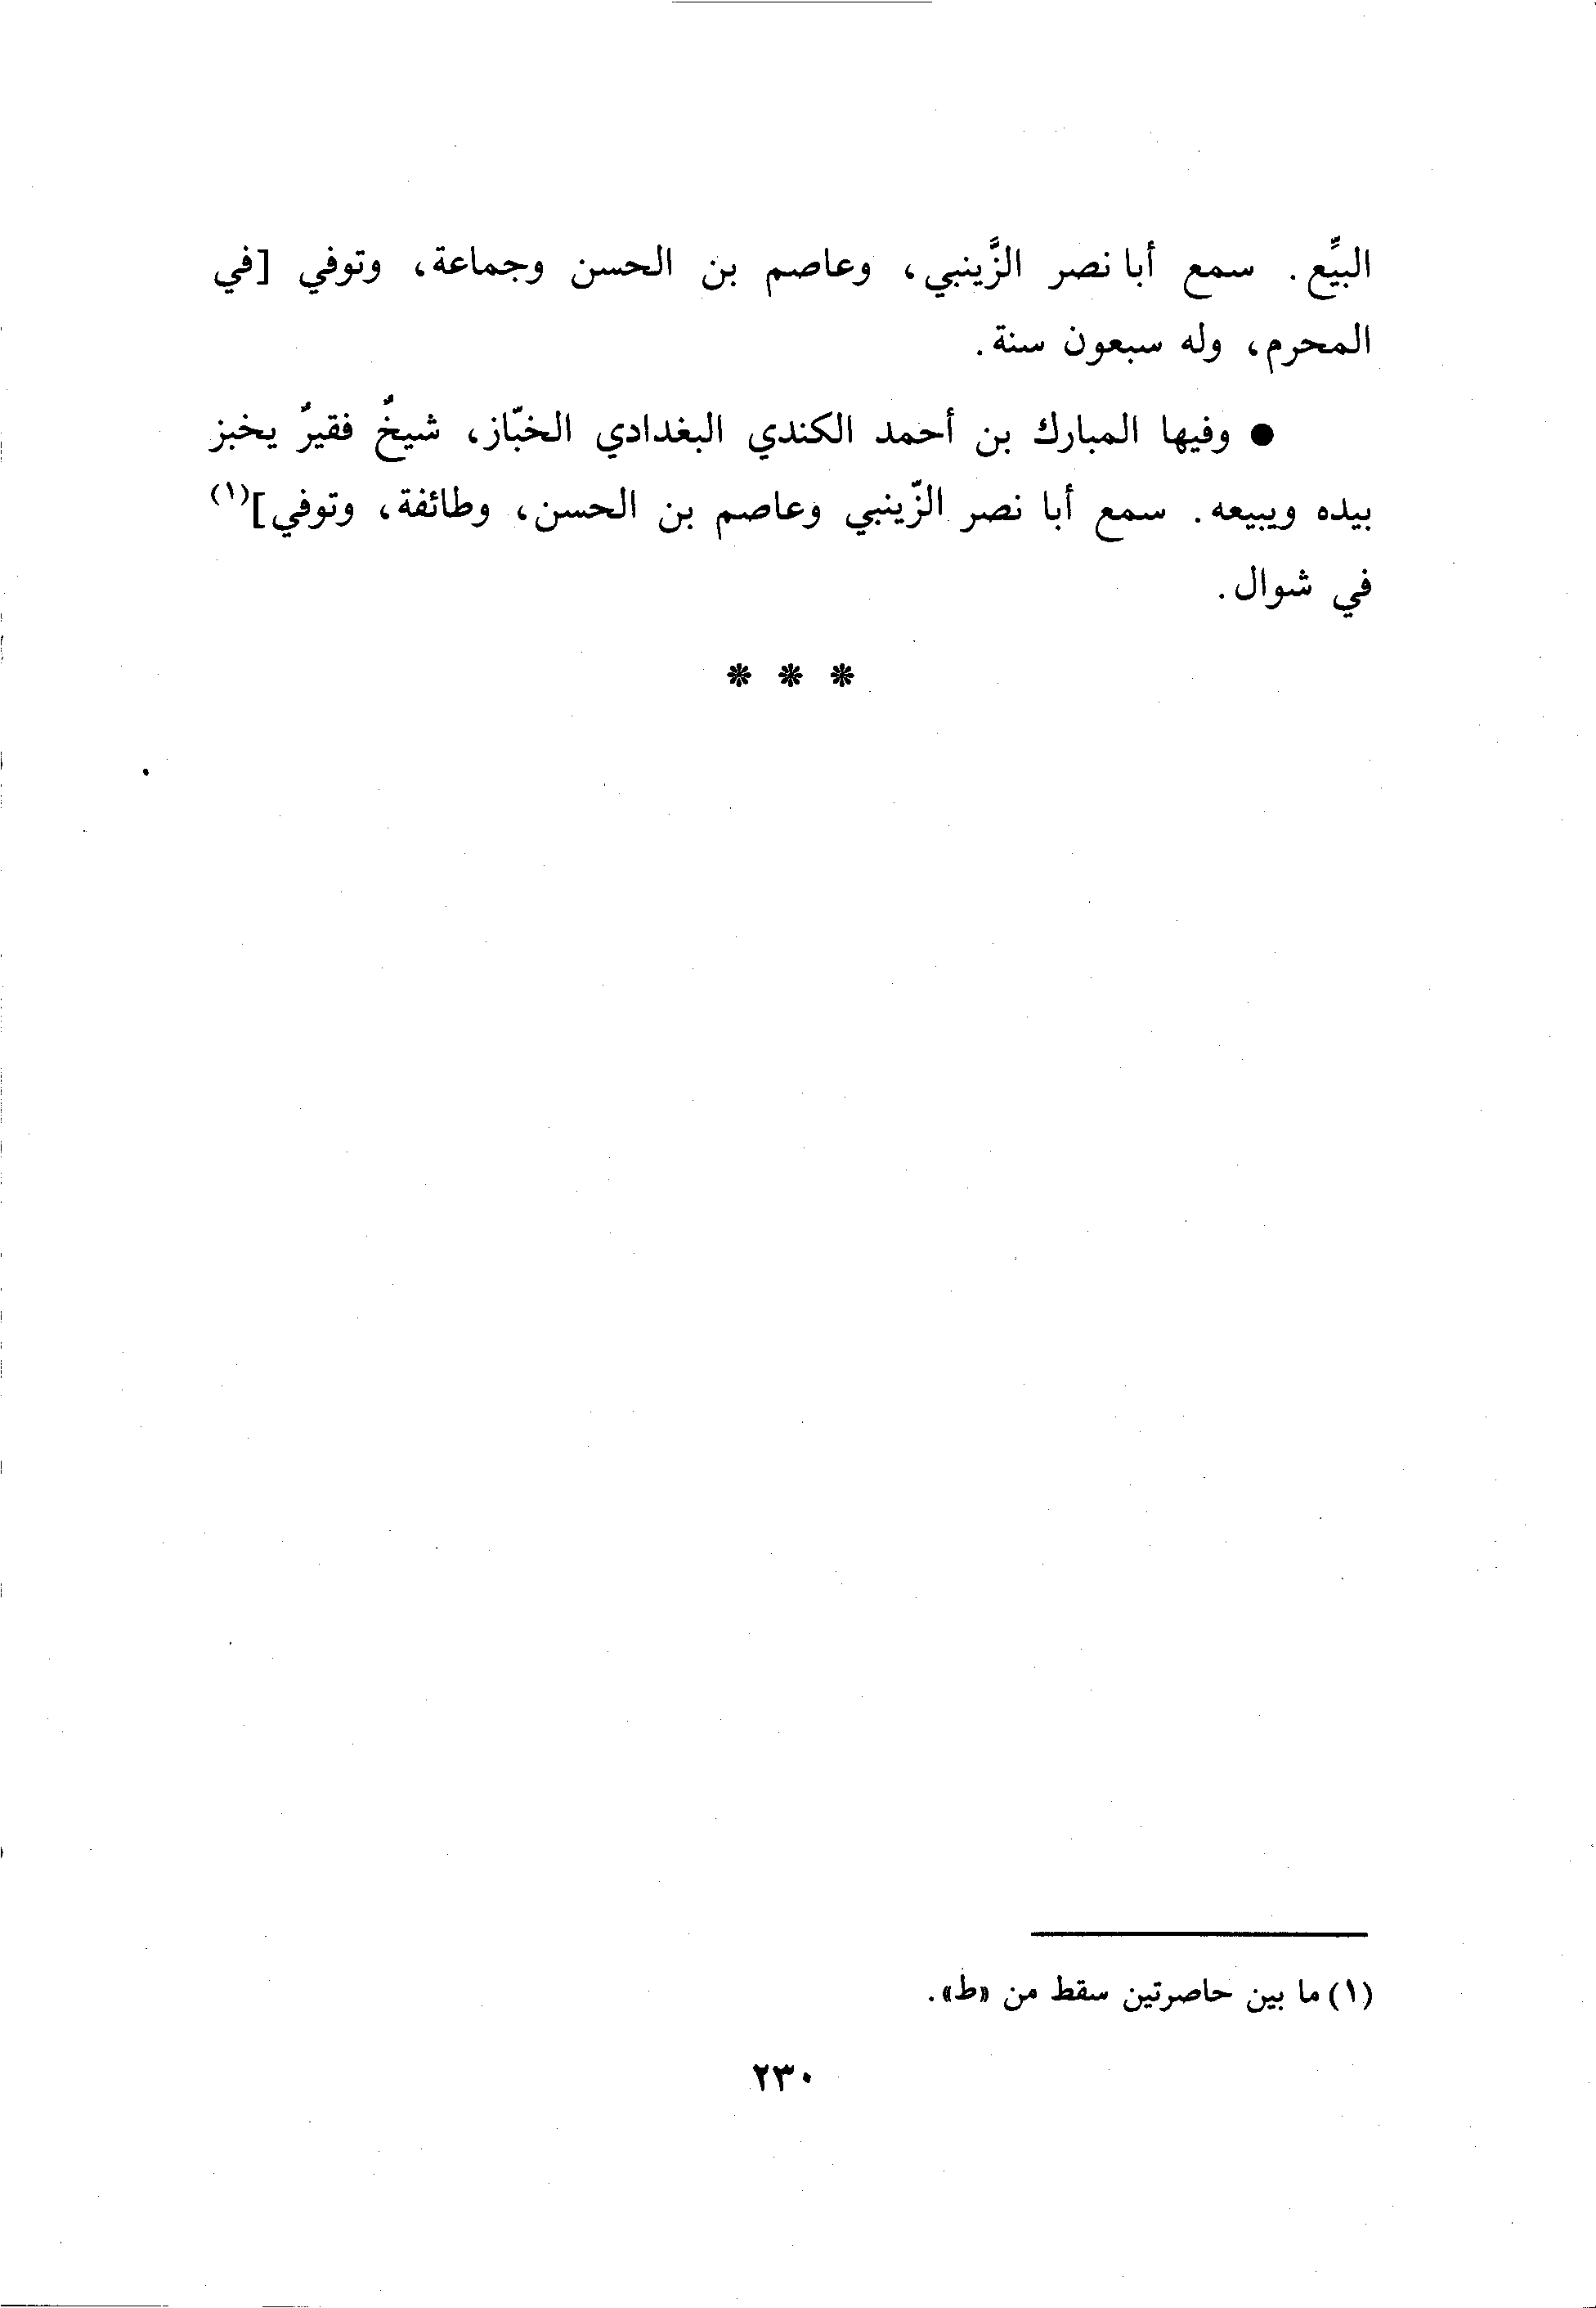 البيِّع. سمع أبا نصر الزَّينبي، وعاصم بن الحسن وجماعة، وتوفي [في
المحرم، وله سبعون سنة.
● وفيها المبارك بن أحمد الكندي البغدادي الخبّاز، شيخٌ فقيرٌ يخبز
بيده ويبيعه. سمع أبا نصر الزّينبي وعاصم بن الحسن، وطائفة، وتوفي](١)
في شوال.
* * *
(١) ما بين حاصرتين سقط من «ط».
٢٣٠